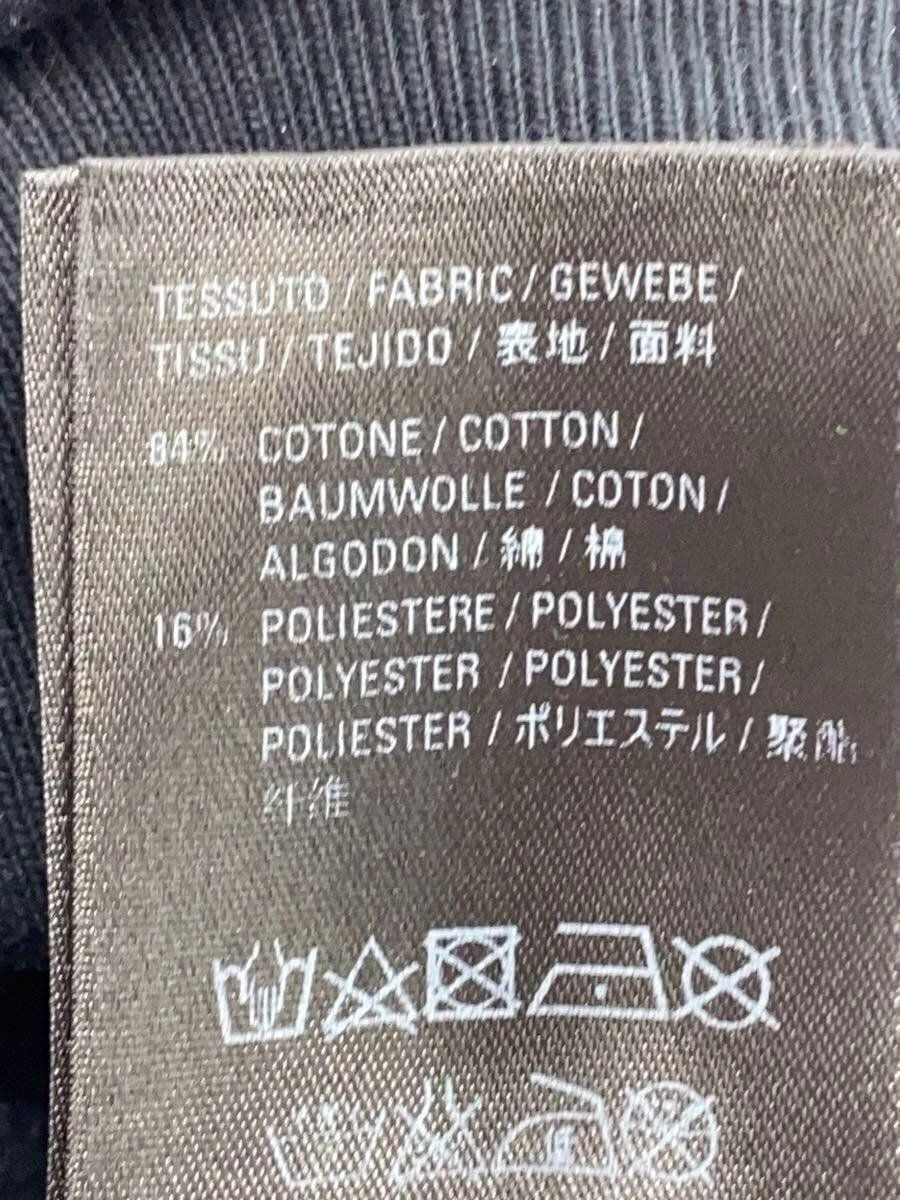 TESSUTO / FABRIC / GEWEBE /
TISSU / TEJIDO / 表地 / 面料
84% COTONE / COTTON /
BAUMWOLLE / COTON /
ALGODON / 綿 / 棉
16% POLIESTERE / POLYESTER /
POLYESTER / POLYESTER /
POLIESTER / ポリエステル / 聚酯
纤维